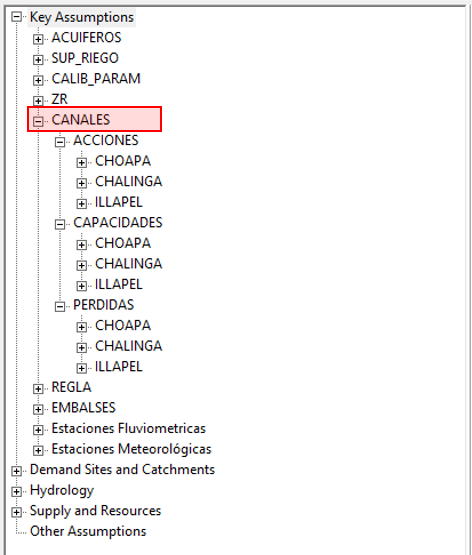 Key Assumptions
ACUIFEROS
SUP_RIEGO
CALIB_PARAM
ZR
CANALES
ACCIONES
CHOAPA
CHALINGA
ILLAPEL
CAPACIDADES
CHOAPA
CHALINGA
ILLAPEL
PERDIDAS
CHOAPA
CHALINGA
ILLAPEL
REGLA
EMBALSES
Estaciones Fluviometricas
Estaciones Meteorológicas
Demand Sites and Catchments
Hydrology
Supply and Resources
Other Assumptions